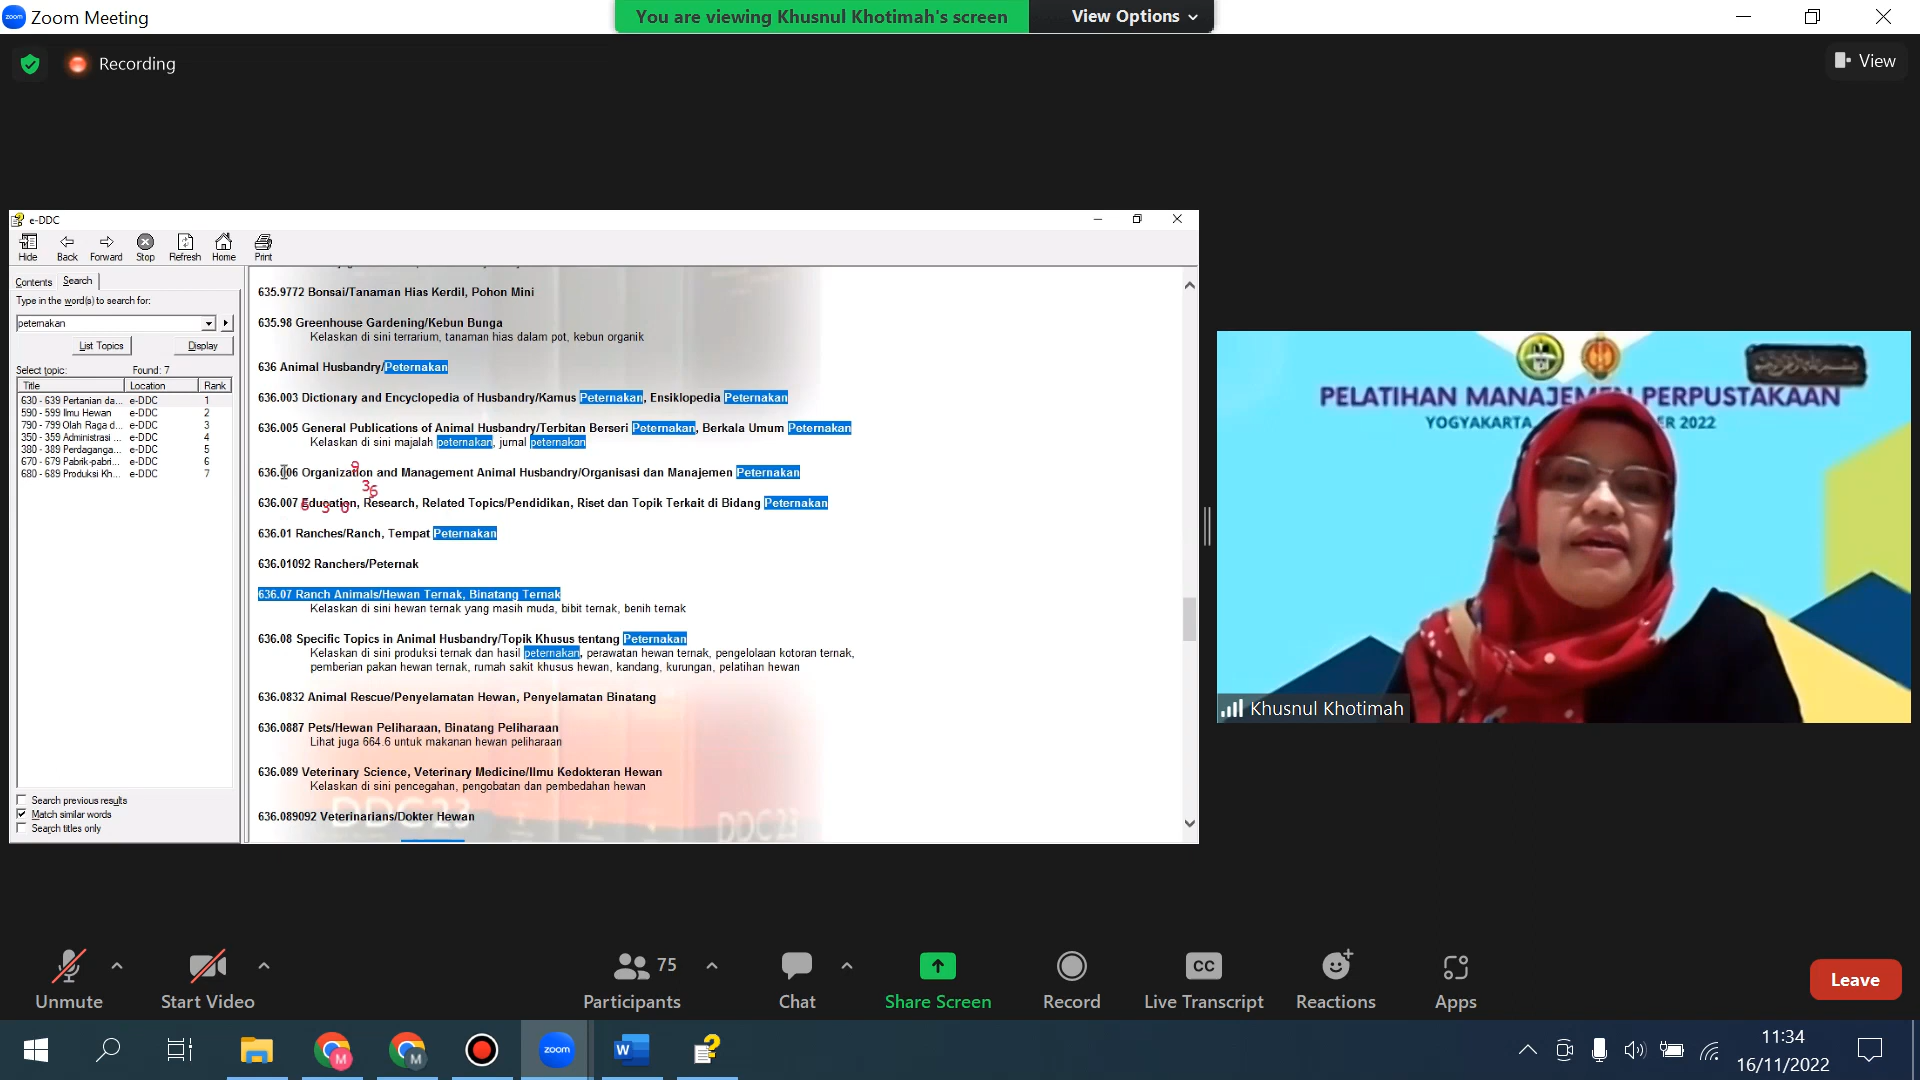 zoom Zoom Meeting
You are viewing Khusnul Khotimah's screen View Options
Recording
View
e-DDC
Hide Back Forward Stop Refresh Home Print
Contents Search
Type in the word(s) to search for:
peternakan
List Topics Display
Select topic: Found: 7
Title Location Rank
630 - 639 Pertanian da... e-DDC 1
590 - 599 Ilmu Hewan e-DDC 2
790 - 799 Olah Raga d... e-DDC 3
350 - 359 Administrasi ... e-DDC 4
380 - 389 Perdaganga... e-DDC 5
670 - 679 Pabrik-pabri... e-DDC 6
680 - 689 Produksi Kh... e-DDC 7
Search previous results
Match similar words
Search titles only
635.9772 Bonsai/Tanaman Hias Kerdil, Pohon Mini
635.98 Greenhouse Gardening/Kebun Bunga
Kelaskan di sini terrarium, tanaman hias dalam pot, kebun organik
636 Animal Husbandry/Peternakan
636.003 Dictionary and Encyclopedia of Husbandry/Kamus Peternakan, Ensiklopedia Peternakan
636.005 General Publications of Animal Husbandry/Terbitan Berseri Peternakan, Berkala Umum Peternakan
Kelaskan di sini majalah peternakan, jurnal peternakan
9
636.006 Organization and Management Animal Husbandry/Organisasi dan Manajemen Peternakan
36
636.007 Education, Research, Related Topics/Pendidikan, Riset dan Topik Terkait di Bidang Peternakan
6 3 0
636.01 Ranches/Ranch, Tempat Peternakan
636.01092 Ranchers/Peternak
636.07 Ranch Animals/Hewan Ternak, Binatang Ternak
Kelaskan di sini hewan ternak yang masih muda, bibit ternak, benih ternak
636.08 Specific Topics in Animal Husbandry/Topik Khusus tentang Peternakan
Kelaskan di sini produksi ternak dan hasil peternakan, perawatan hewan ternak, pengelolaan kotoran ternak,
pemberian pakan hewan ternak, rumah sakit khusus hewan, kandang, kurungan, pelatihan hewan
636.0832 Animal Rescue/Penyelamatan Hewan, Penyelamatan Binatang
636.0887 Pets/Hewan Peliharaan, Binatang Peliharaan
Lihat juga 664.6 untuk makanan hewan peliharaan
636.089 Veterinary Science, Veterinary Medicine/Ilmu Kedokteran Hewan
Kelaskan di sini pencegahan, pengobatan dan pembedahan hewan
636.089092 Veterinarians/Dokter Hewan
DDC23 DDC23
PELATIHAN MANAJEMEN PERPUSTAKAAN
YOGYAKARTA, 2022
Khusnul Khotimah
75
Unmute Start Video Participants Chat Share Screen Record CC Live Transcript Reactions Apps Leave
M M zoom W
11:34
16/11/2022